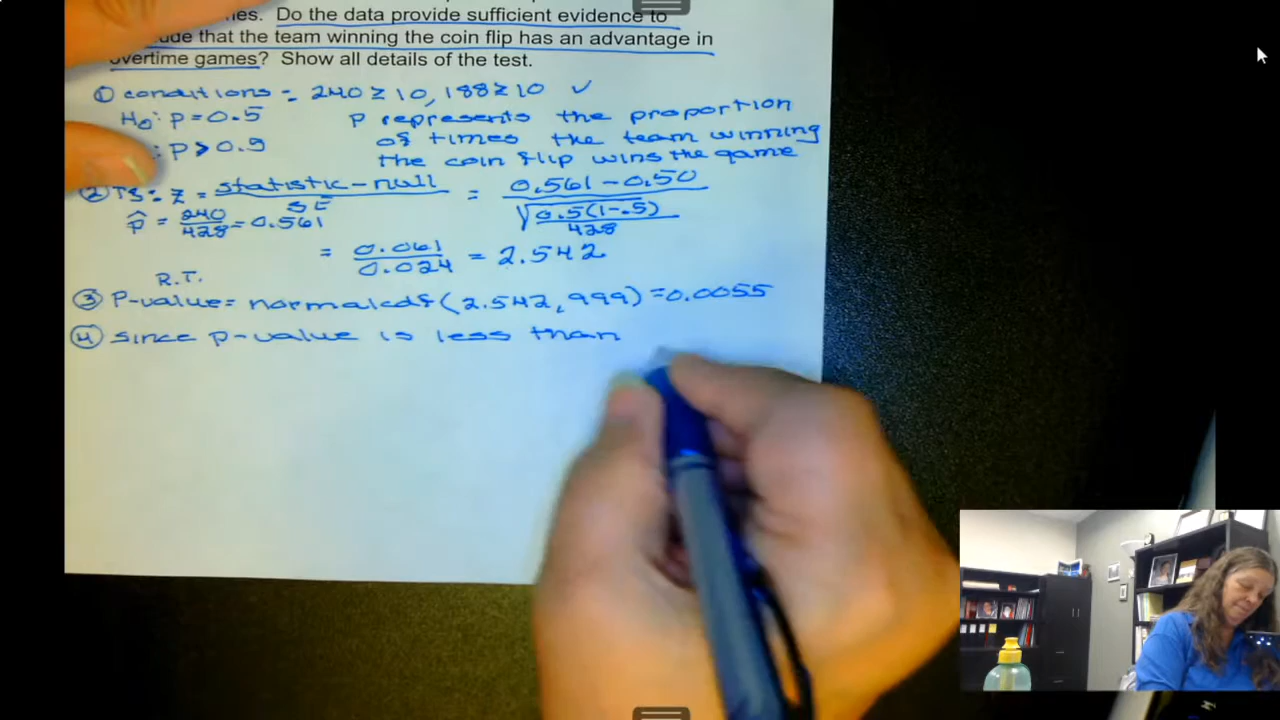 mes. Do the data provide sufficient evidence to
ude that the team winning the coin flip has an advantage in
overtime games? Show all details of the test.
① conditions = 240 ≥ 10, 188 ≥ 10 ✓
H₀: p = 0.5 P represents the proportion
: P > 0.9 of times the team winning
the coin flip wins the game
② TS: z = statistic - null / SE = 0.561 - 0.50 / √(0.5(1-.5) / 428)
p̂ = 240/428 = 0.561
= 0.061 / 0.024 = 2.542
R.T.
③ P-value = normalcdf (2.542, 999) = 0.0055
④ since p-value is less than